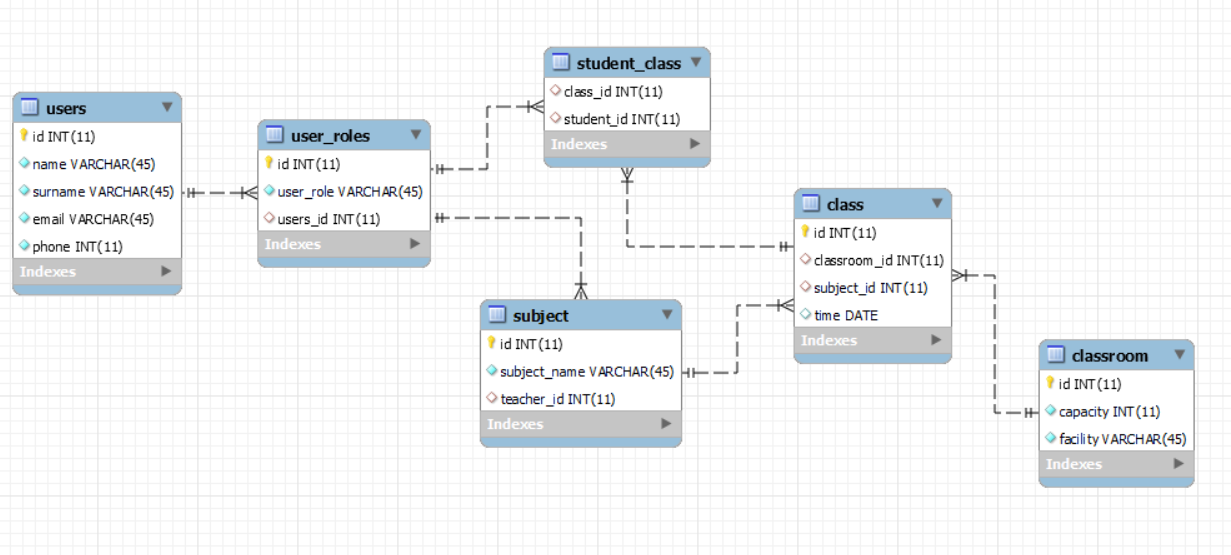 users
id INT(11)
name VARCHAR(45)
surname VARCHAR(45)
email VARCHAR(45)
phone INT(11)
Indexes
user_roles
id INT(11)
user_role VARCHAR(45)
users_id INT(11)
Indexes
student_class
class_id INT(11)
student_id INT(11)
Indexes
subject
id INT(11)
subject_name VARCHAR(45)
teacher_id INT(11)
Indexes
class
id INT(11)
classroom_id INT(11)
subject_id INT(11)
time DATE
Indexes
classroom
id INT(11)
capacity INT(11)
facility VARCHAR(45)
Indexes